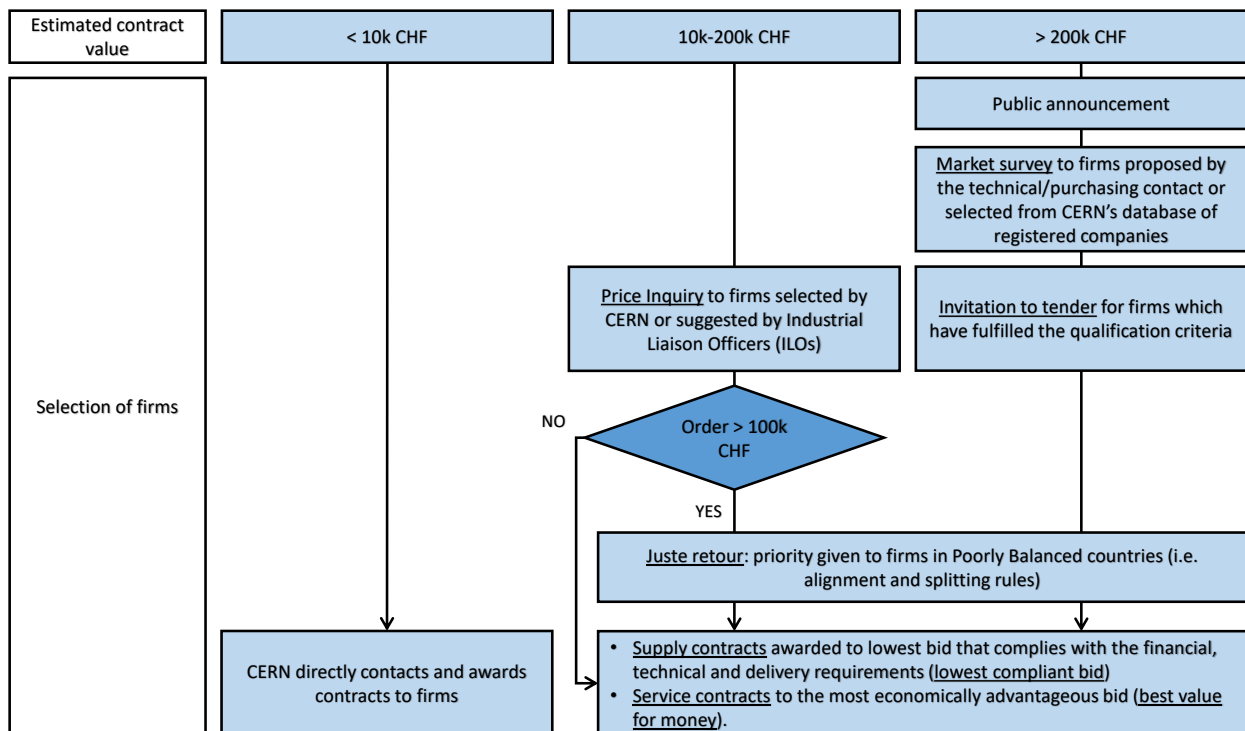 Estimated contract
value
< 10k CHF
10k-200k CHF
> 200k CHF
Public announcement
Market survey to firms proposed by
the technical/purchasing contact or
selected from CERN’s database of
registered companies
Price Inquiry to firms selected by
CERN or suggested by Industrial
Liaison Officers (ILOs)
Invitation to tender for firms which
have fulfilled the qualification criteria
Selection of firms
NO
Order > 100k
CHF
YES
Juste retour: priority given to firms in Poorly Balanced countries (i.e.
alignment and splitting rules)
CERN directly contacts and awards
contracts to firms
• Supply contracts awarded to lowest bid that complies with the financial,
technical and delivery requirements (lowest compliant bid)
• Service contracts to the most economically advantageous bid (best value
for money).